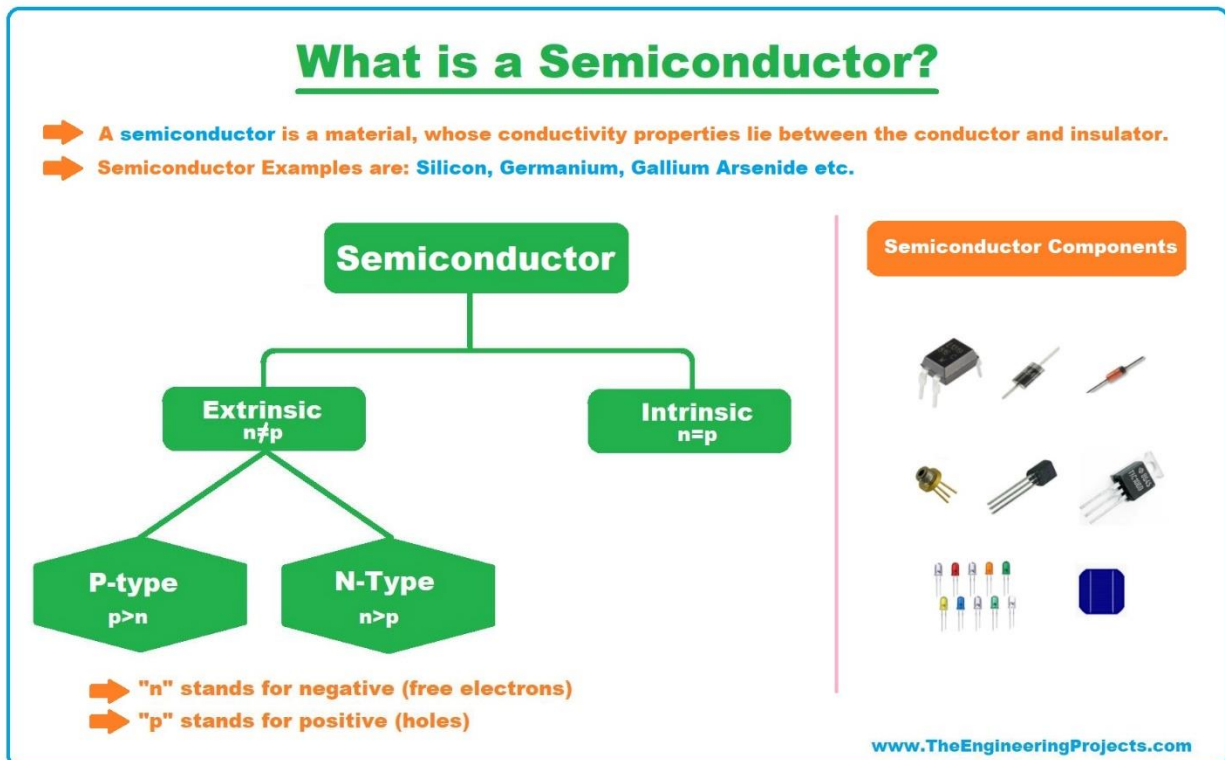 What is a Semiconductor?
A semiconductor is a material, whose conductivity properties lie between the conductor and insulator.
Semiconductor Examples are: Silicon, Germanium, Gallium Arsenide etc.
Semiconductor
Extrinsic
n≠p
Intrinsic
n=p
P-type
p>n
N-Type
n>p
"n" stands for negative (free electrons)
"p" stands for positive (holes)
Semiconductor Components
www.TheEngineeringProjects.com